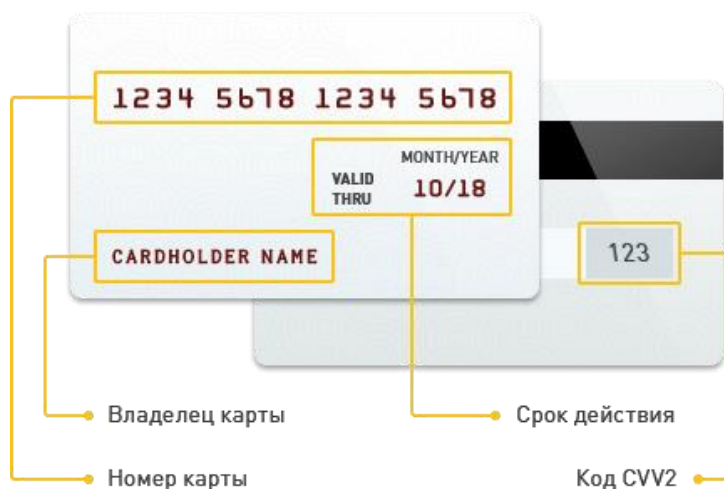 1234 5678 1234 5678
MONTH/YEAR
VALID THRU 10/18
CARDHOLDER NAME
123
Владелец карты
Срок действия
Номер карты
Код CVV2